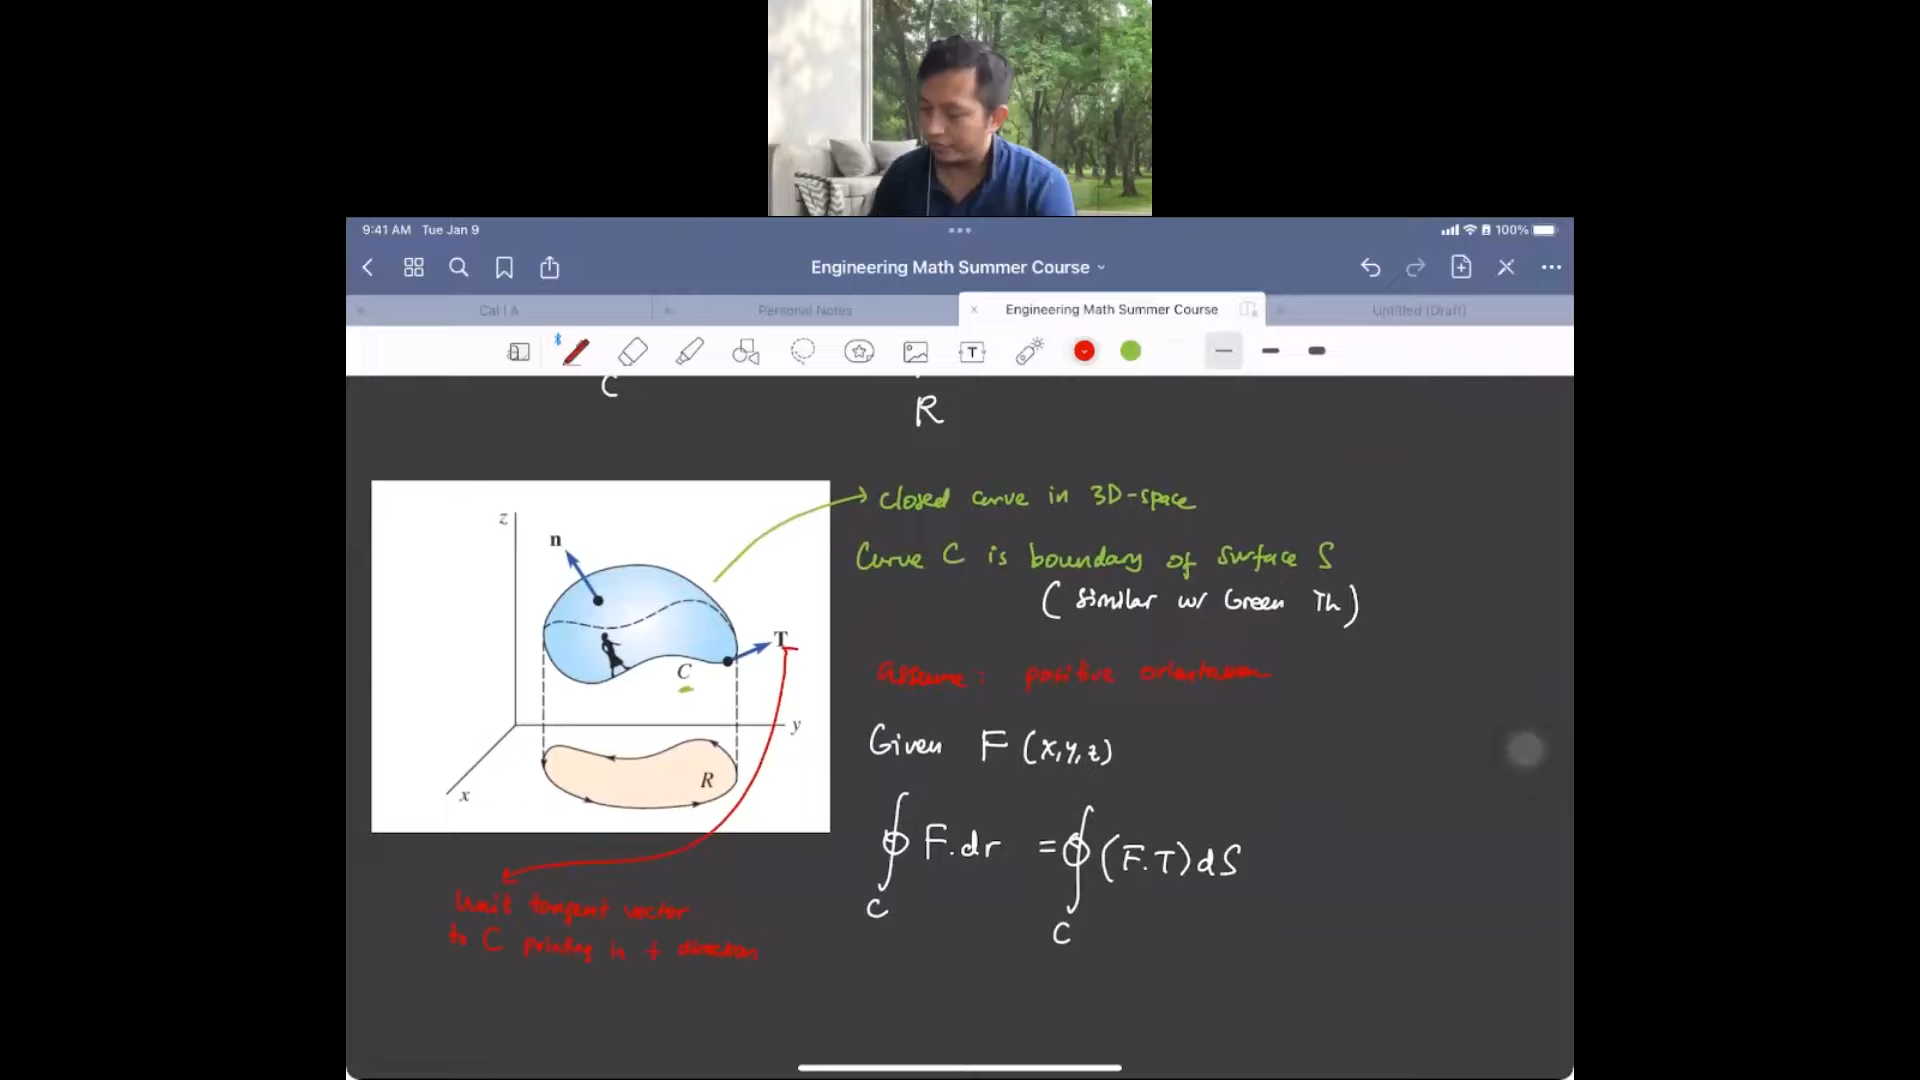 9:41 AM Tue Jan 9
100%
Engineering Math Summer Course
Cal I A
Personal Notes
Engineering Math Summer Course
Untitled (Draft)
T
C
R
z
n
T
C
y
R
x
closed curve in 3D-space
Curve C is boundary of surface S
(similar w/ Green Th)
assume: positive orientation
Given F (x,y,z)
∮ F.dr = ∮ (F.T) dS
C C
Unit tangent vector
to C pointing in + direction